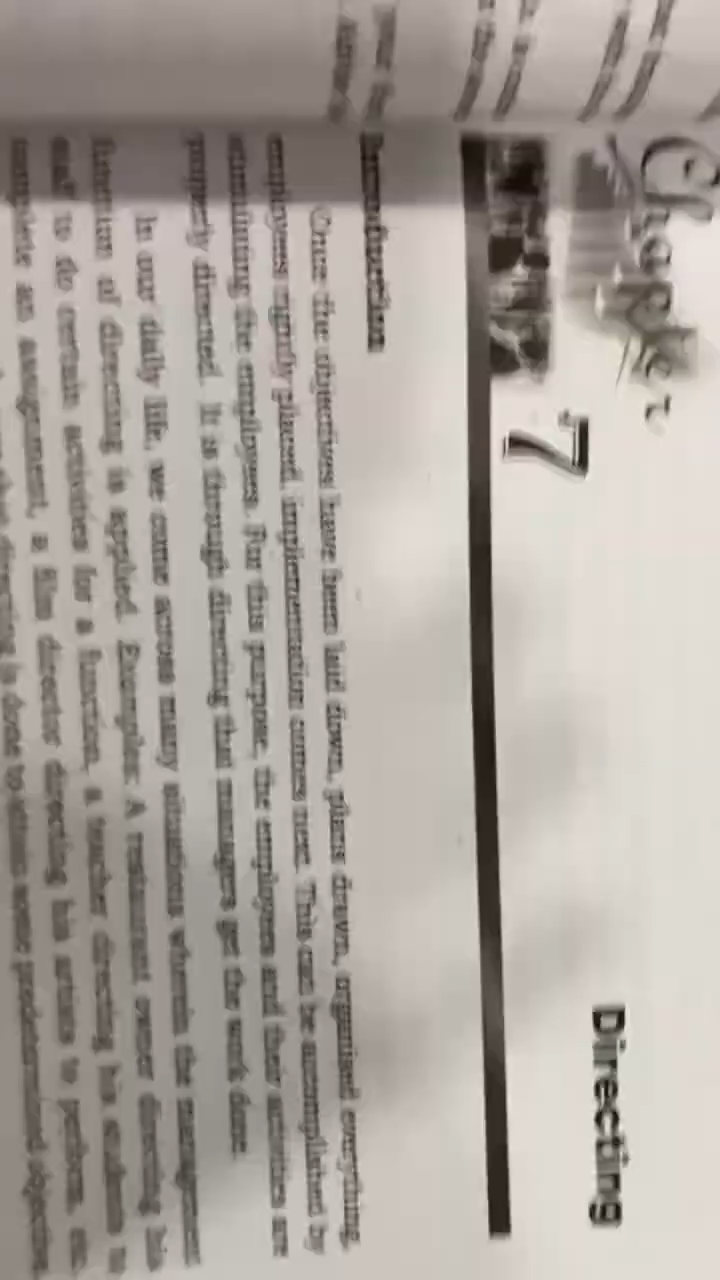 Chapter
7
Directing
Introduction
Once the objectives have been laid down, plans drawn, organised everything,
employees rightly placed, implementation comes next. This can be accomplished by
the employees. For this purpose, the employees and their activities are
properly directed. It is through directing that managers get the work done.
In our daily life, we come across many situations wherein the management
function of directing is applied. Examples: A restaurant owner directing his
staff to do certain activities for a function, a teacher directing his students to
complete an assignment, a film director directing his artists to perform, etc.
directing is done to some predetermined objective